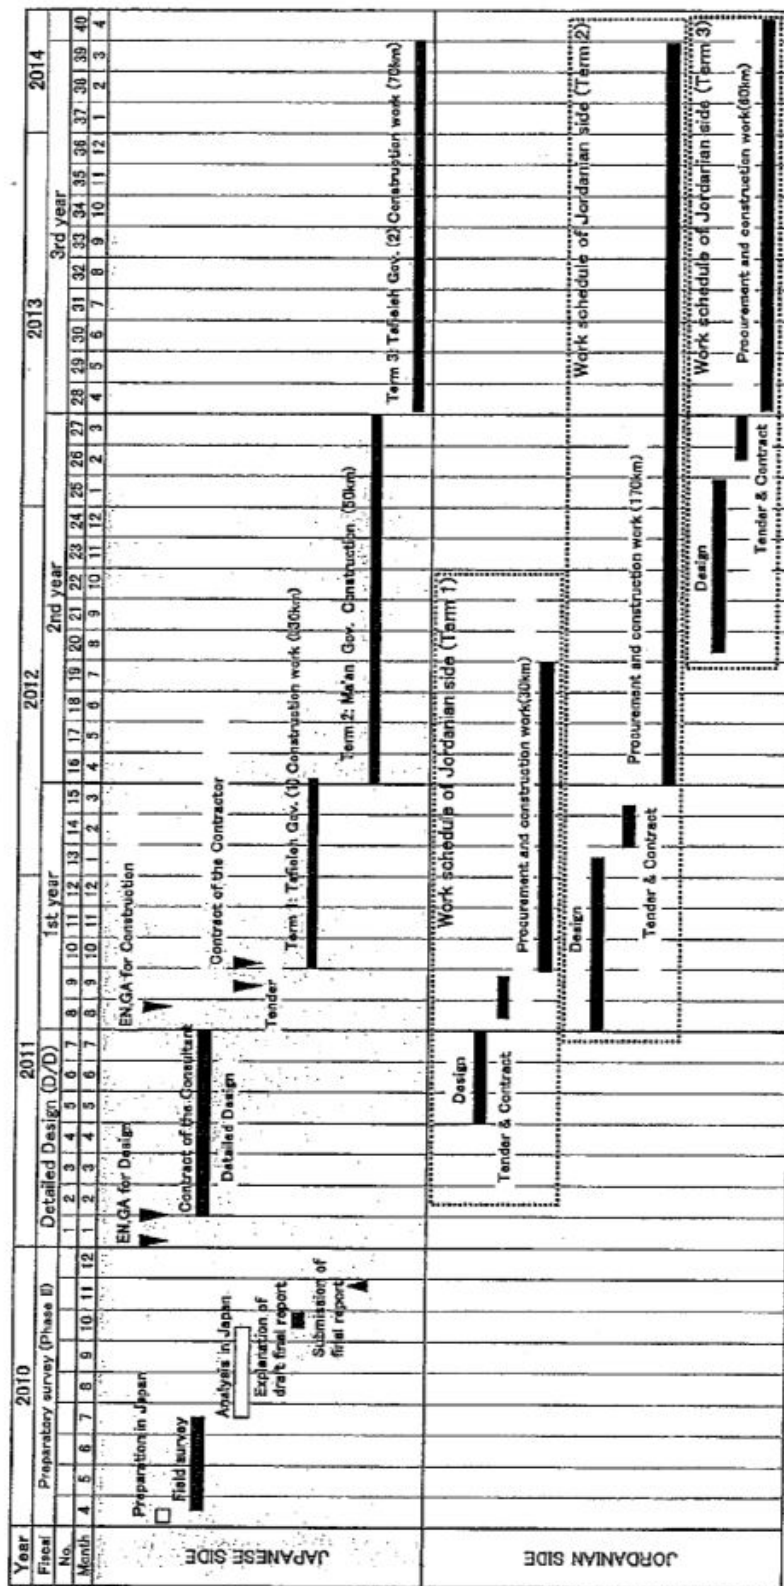 Year 2010 2011 2012 2013 2014
Fiscal Preparatory survey (Phase II) Detailed Design (D/D) 1st year 2nd year 3rd year
No. 1 2 3 4 5 6 7 8 9 10 11 12 13 14 15 16 17 18 19 20 21 22 23 24 25 26 27 28 29 30 31 32 33 34 35 36 37 38 39 40
Month 4 5 6 7 8 9 10 11 12 1 2 3 4 5 6 7 8 9 10 11 12 1 2 3 4 5 6 7 8 9 10 11 12 1 2 3 4 5 6 7 8 9 10 11 12 1 2 3 4
JAPANESE SIDE
Preparation in Japan
Field survey
Analysis in Japan
Explanation of
draft final report
Submission of
final report
EN,GA for Design
Contract of the Consultant
Detailed Design
EN,GA for Construction
Contract of the Contractor
Tender
Term 1: Tafieleh Gov. (1) Construction work (30km)
Term 2: Ma'an Gov. Construction (50km)
Term 3: Tafieleh Gov. (2) Construction work (70km)
JORDANIAN SIDE
Work schedule of Jordanian side (Term 1)
Design
Tender & Contract
Procurement and construction work(30km)
Work schedule of Jordanian side (Term 2)
Design
Tender & Contract
Procurement and construction work (170km)
Work schedule of Jordanian side (Term 3)
Design
Tender & Contract
Procurement and construction work(60km)